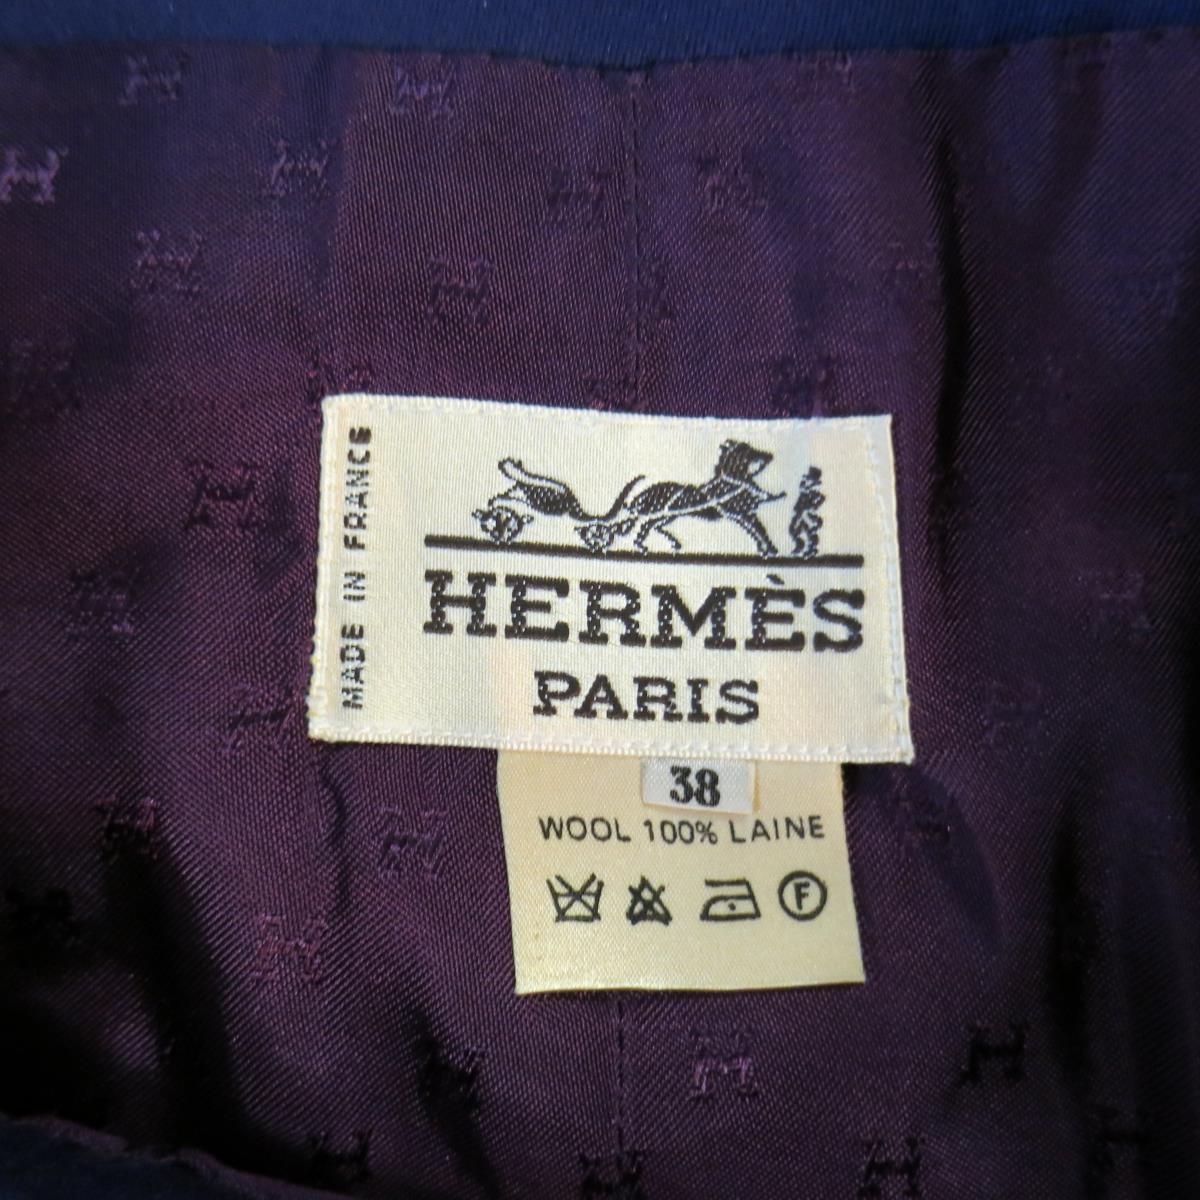 MADE IN FRANCE
HERMÈS
PARIS
38
WOOL 100% LAINE
F